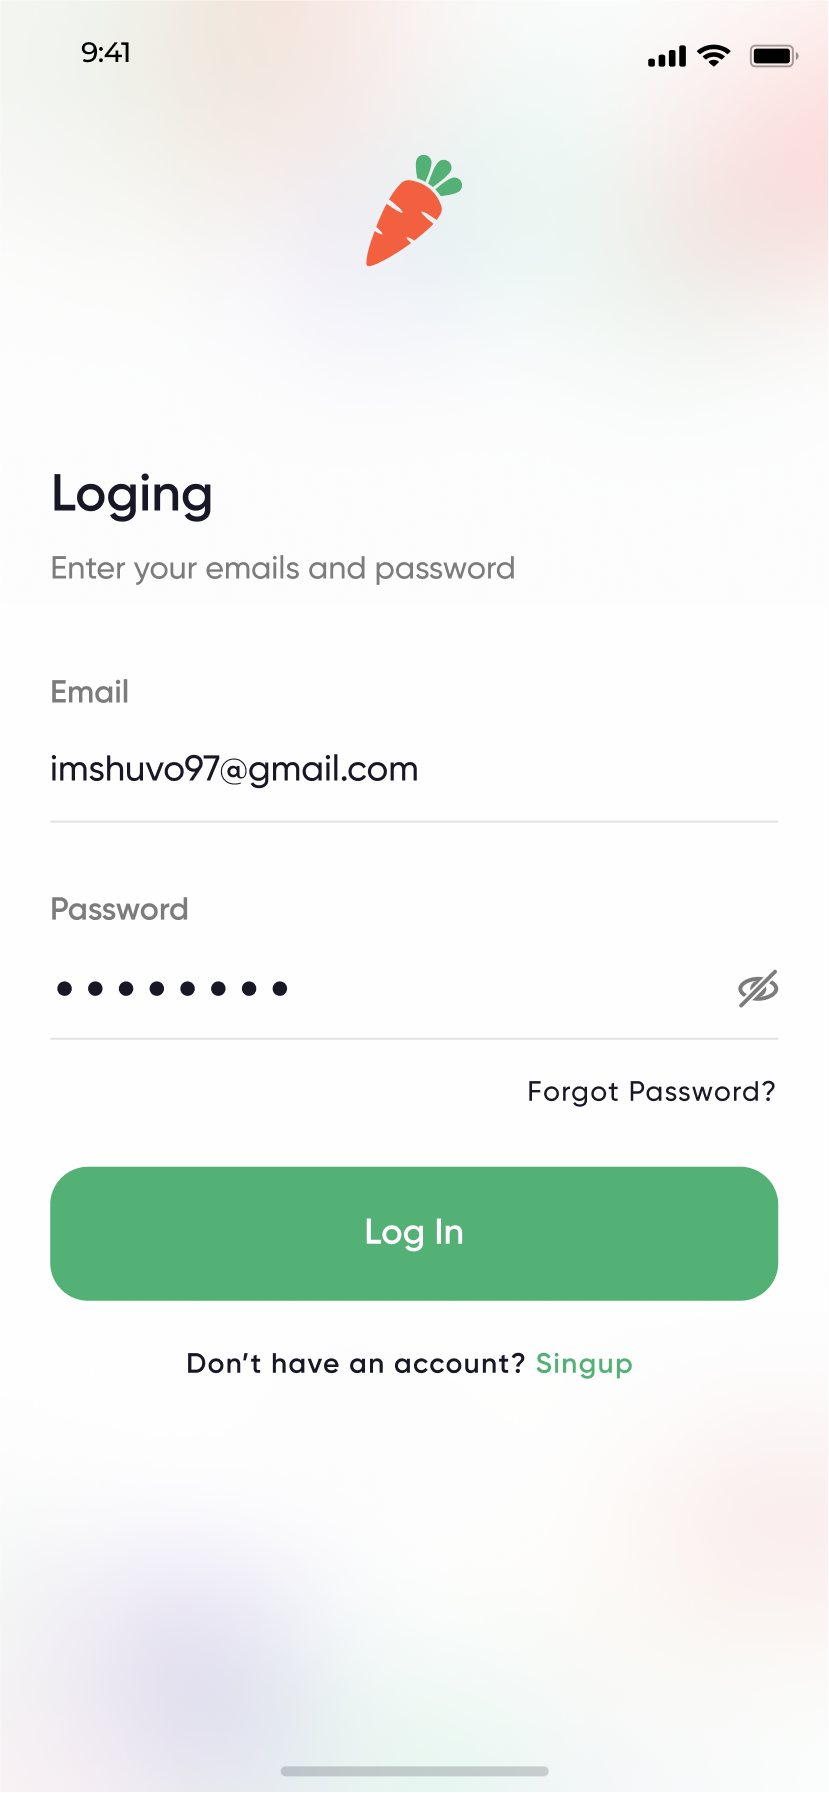 9:41
Loging
Enter your emails and password
Email
imshuvo97@gmail.com
Password
Forgot Password?
Log In
Don’t have an account? Singup